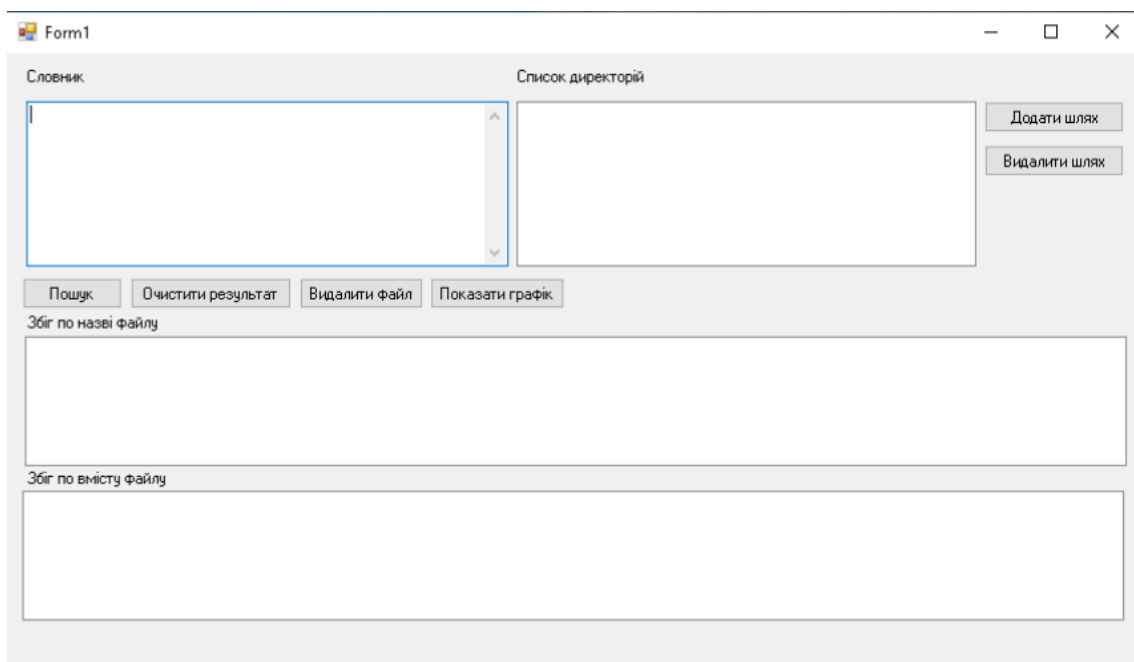 Form1
Словник
Список директорій
Додати шлях
Видалити шлях
Пошук
Очистити результат
Видалити файл
Показати графік
Збіг по назві файлу
Збіг по вмісту файлу